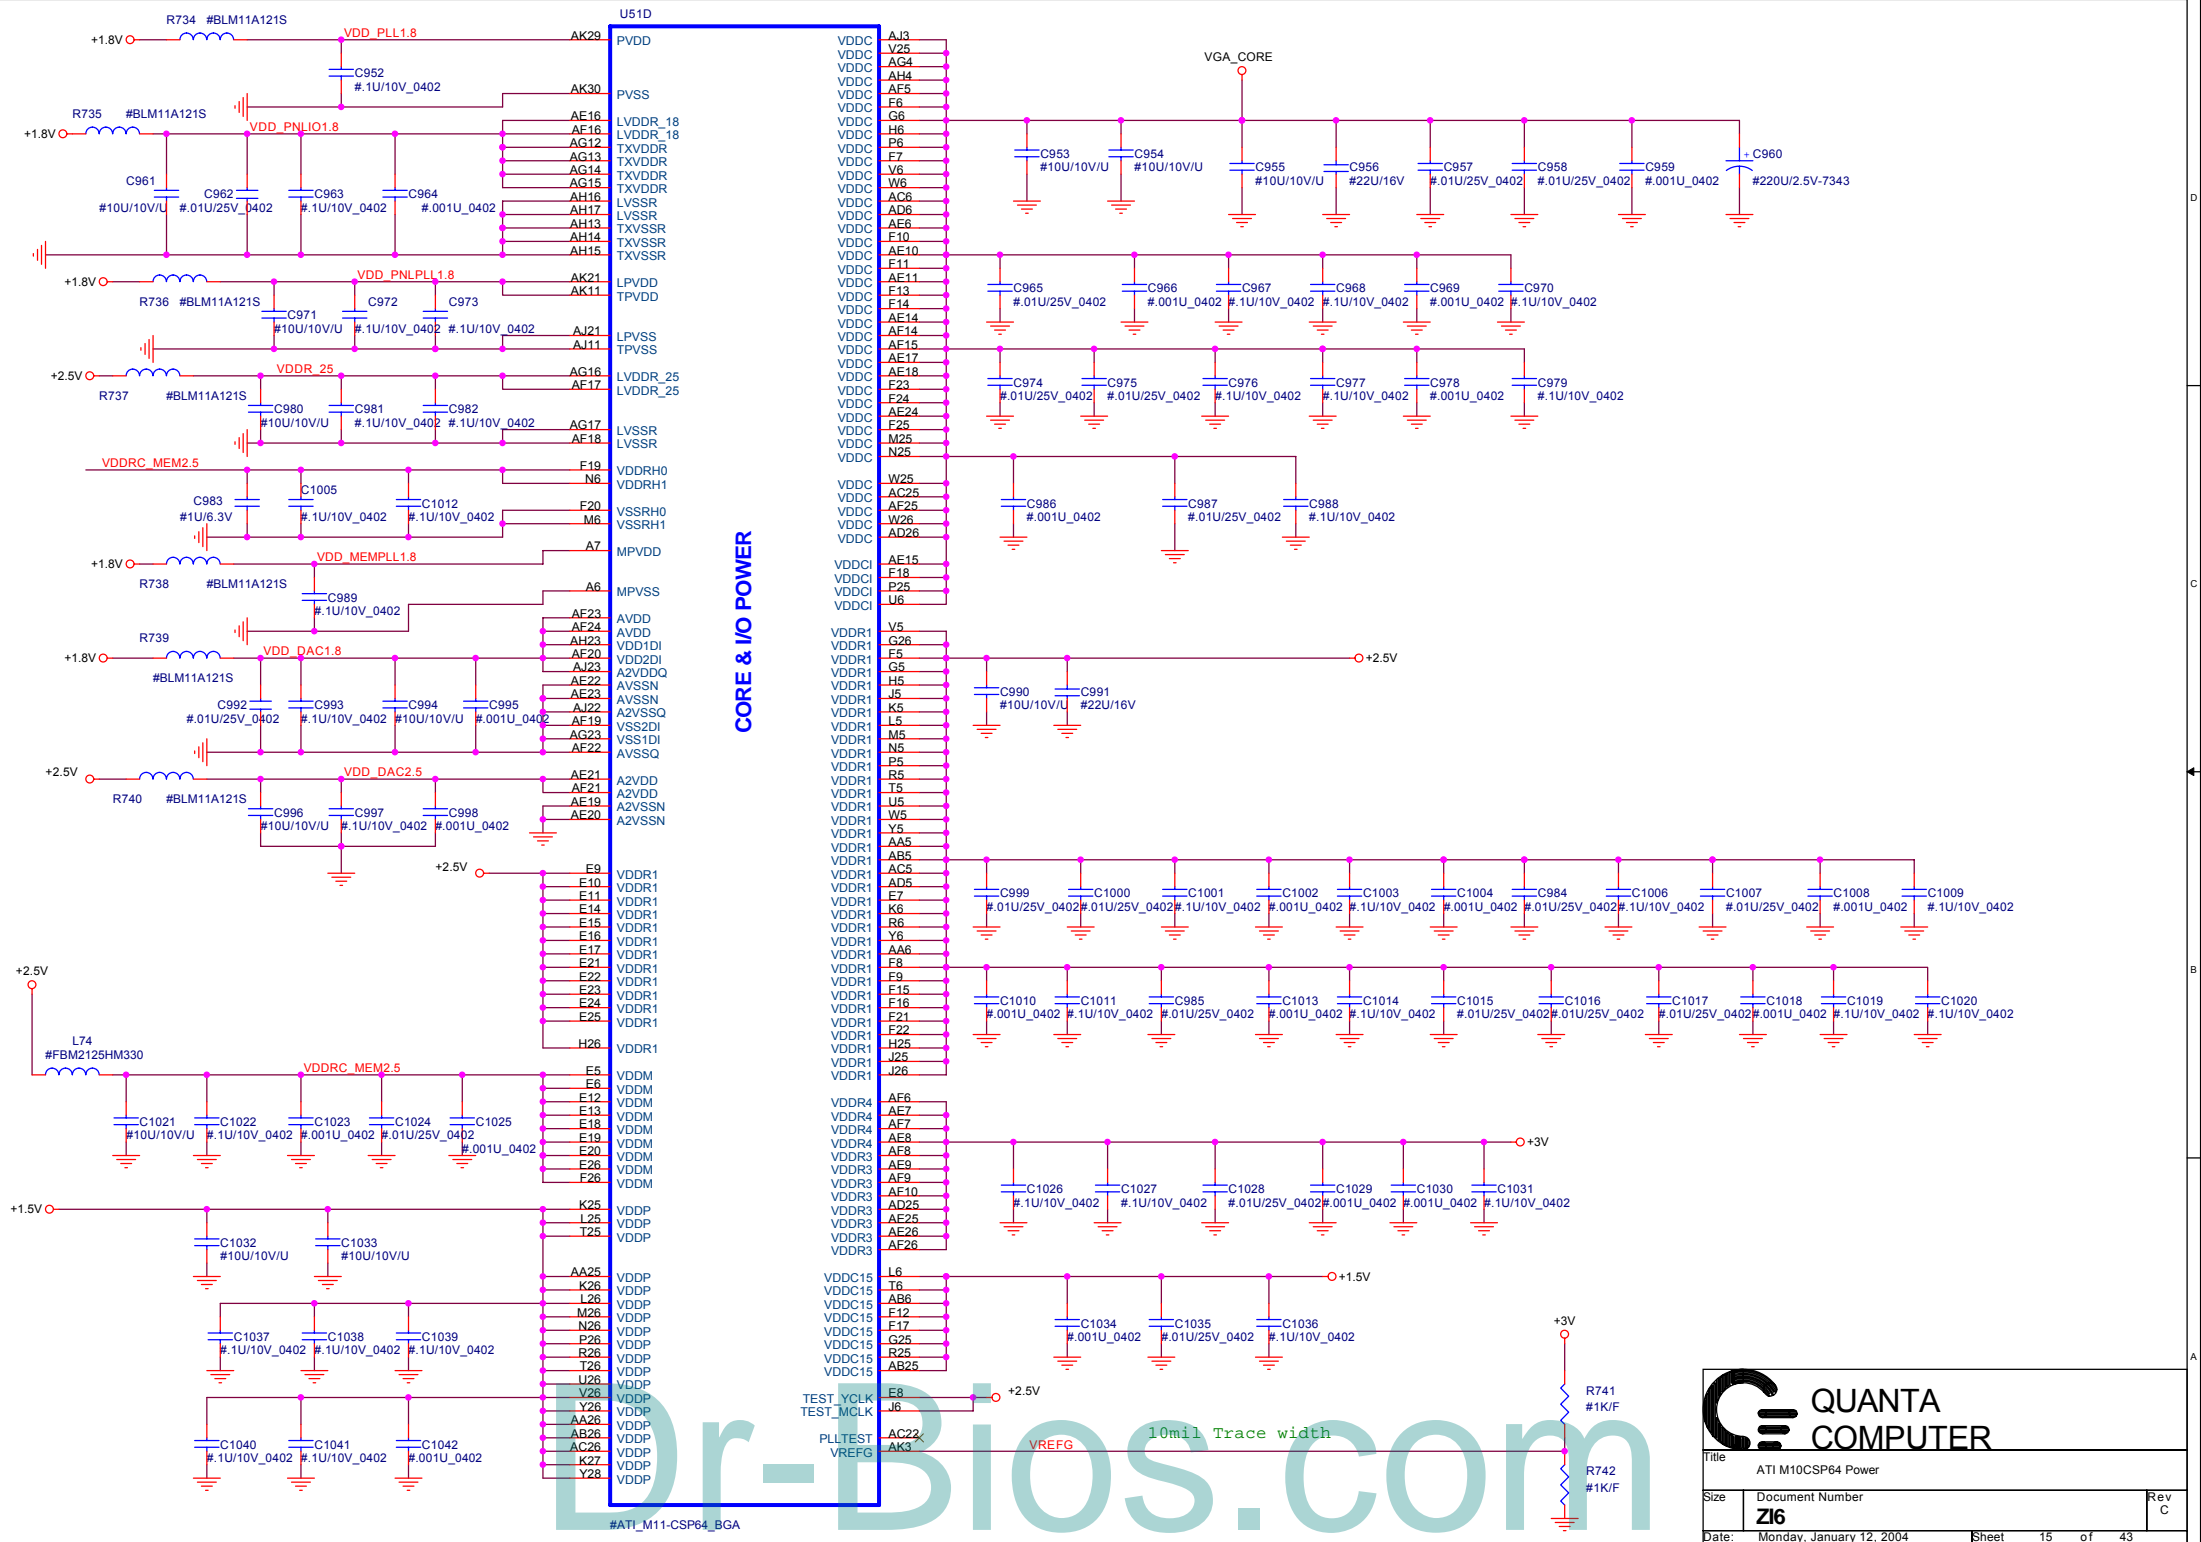 U51D
CORE & I/O POWER
#ATI_M11-CSP64_BGA
R734 #BLM11A121S
+1.8V
VDD_PLL1.8
C952
#.1U/10V_0402
AK29 PVDD
AK30 PVSS
R735 #BLM11A121S
+1.8V
VDD_PNLIO1.8
C961
#10U/10V/U
C962
#.01U/25V_0402
C963
#.1U/10V_0402
C964
#.001U_0402
AE16 LVDDR_18
AF16 LVDDR_18
AG12 TXVDDR
AG13 TXVDDR
AG14 TXVDDR
AG15 TXVDDR
AH16 LVSSR
AH17 LVSSR
AH13 TXVSSR
AH14 TXVSSR
AH15 TXVSSR
+1.8V
VDD_PNLPLL1.8
R736 #BLM11A121S
C971
#10U/10V/U
C972
#.1U/10V_0402
C973
#.1U/10V_0402
AK21 LPVDD
AK11 TPVDD
AJ21 LPVSS
AJ11 TPVSS
+2.5V
VDDR_25
R737 #BLM11A121S
C980
#10U/10V/U
C981
#.1U/10V_0402
C982
#.1U/10V_0402
AG16 LVDDR_25
AF17 LVDDR_25
AG17 LVSSR
AF18 LVSSR
VDDRC_MEM2.5
C983
#1U/6.3V
C1005
#.1U/10V_0402
C1012
#.1U/10V_0402
F19 VDDRH0
N6 VDDRH1
F20 VSSRH0
M6 VSSRH1
+1.8V
VDD_MEMPLL1.8
R738 #BLM11A121S
C989
#.1U/10V_0402
A7 MPVDD
A6 MPVSS
R739
+1.8V
VDD_DAC1.8
#BLM11A121S
C992
#.01U/25V_0402
C993
#.1U/10V_0402
C994
#10U/10V/U
C995
#.001U_0402
AF23 AVDD
AF24 AVDD
AH23 VDD1DI
AF20 VDD2DI
AJ23 A2VDDQ
AE22 AVSSN
AE23 AVSSN
AJ22 A2VSSQ
AF19 VSS2DI
AG23 VSS1DI
AF22 AVSSQ
+2.5V
VDD_DAC2.5
R740 #BLM11A121S
C996
#10U/10V/U
C997
#.1U/10V_0402
C998
#.001U_0402
AE21 A2VDD
AF21 A2VDD
AE19 A2VSSN
AE20 A2VSSN
+2.5V
E9 VDDR1
E10 VDDR1
E11 VDDR1
E14 VDDR1
E15 VDDR1
E16 VDDR1
E17 VDDR1
E21 VDDR1
E22 VDDR1
E23 VDDR1
E24 VDDR1
E25 VDDR1
H26 VDDR1
+2.5V
L74
#FBM2125HM330
VDDRC_MEM2.5
C1021
#10U/10V/U
C1022
#.1U/10V_0402
C1023
#.001U_0402
C1024
#.01U/25V_0402
C1025
#.001U_0402
E5 VDDM
E6 VDDM
E12 VDDM
E13 VDDM
E18 VDDM
E19 VDDM
E20 VDDM
E26 VDDM
F26 VDDM
+1.5V
C1032
#10U/10V/U
C1033
#10U/10V/U
K25 VDDP
L25 VDDP
T25 VDDP
AA25 VDDP
K26 VDDP
L26 VDDP
M26 VDDP
N26 VDDP
P26 VDDP
R26 VDDP
T26 VDDP
U26 VDDP
V26 VDDP
Y26 VDDP
AA26 VDDP
AB26 VDDP
AC26 VDDP
K27 VDDP
Y28 VDDP
C1037
#.1U/10V_0402
C1038
#.1U/10V_0402
C1039
#.1U/10V_0402
C1040
#.1U/10V_0402
C1041
#.1U/10V_0402
C1042
#.001U_0402
VDDC AJ3
VDDC V25
VDDC AG4
VDDC AH4
VDDC AF5
VDDC F6
VDDC G6
VDDC H6
VDDC P6
VDDC F7
VDDC V6
VDDC W6
VDDC AC6
VDDC AD6
VDDC AE6
VDDC F10
VDDC AE10
VDDC F11
VDDC AE11
VDDC F13
VDDC F14
VDDC AE14
VDDC AF14
VDDC AF15
VDDC AE17
VDDC AE18
VDDC F23
VDDC F24
VDDC AE24
VDDC F25
VDDC M25
VDDC N25
VDDC W25
VDDC AC25
VDDC AF25
VDDC W26
VDDC AD26
VDDCI AE15
VDDCI F18
VDDCI P25
VDDCI U6
VGA_CORE
C953
#10U/10V/U
C954
#10U/10V/U
C955
#10U/10V/U
C956
#22U/16V
C957
#.01U/25V_0402
C958
#.01U/25V_0402
C959
#.001U_0402
+ C960
#220U/2.5V-7343
C965
#.01U/25V_0402
C966
#.001U_0402
C967
#.1U/10V_0402
C968
#.1U/10V_0402
C969
#.001U_0402
C970
#.1U/10V_0402
C974
#.01U/25V_0402
C975
#.01U/25V_0402
C976
#.1U/10V_0402
C977
#.1U/10V_0402
C978
#.001U_0402
C979
#.1U/10V_0402
C986
#.001U_0402
C987
#.01U/25V_0402
C988
#.1U/10V_0402
VDDR1 V5
VDDR1 G26
VDDR1 F5
VDDR1 G5
VDDR1 H5
VDDR1 J5
VDDR1 K5
VDDR1 L5
VDDR1 M5
VDDR1 N5
VDDR1 P5
VDDR1 R5
VDDR1 T5
VDDR1 U5
VDDR1 W5
VDDR1 Y5
VDDR1 AA5
VDDR1 AB5
VDDR1 AC5
VDDR1 AD5
VDDR1 E7
VDDR1 K6
VDDR1 R6
VDDR1 Y6
VDDR1 AA6
VDDR1 F8
VDDR1 F9
VDDR1 F15
VDDR1 F16
VDDR1 F21
VDDR1 F22
VDDR1 H25
VDDR1 J25
VDDR1 J26
+2.5V
C990
#10U/10V/U
C991
#22U/16V
C999
#.01U/25V_0402
C1000
#.01U/25V_0402
C1001
#.1U/10V_0402
C1002
#.001U_0402
C1003
#.1U/10V_0402
C1004
#.001U_0402
C984
#.01U/25V_0402
C1006
#.1U/10V_0402
C1007
#.01U/25V_0402
C1008
#.001U_0402
C1009
#.1U/10V_0402
C1010
#.001U_0402
C1011
#.1U/10V_0402
C985
#.01U/25V_0402
C1013
#.001U_0402
C1014
#.1U/10V_0402
C1015
#.01U/25V_0402
C1016
#.01U/25V_0402
C1017
#.01U/25V_0402
C1018
#.001U_0402
C1019
#.1U/10V_0402
C1020
#.1U/10V_0402
VDDR4 AF6
VDDR4 AE7
VDDR4 AF7
VDDR4 AE8
VDDR3 AF8
VDDR3 AE9
VDDR3 AF9
VDDR3 AF10
VDDR3 AD25
VDDR3 AE25
VDDR3 AE26
VDDR3 AF26
+3V
C1026
#.1U/10V_0402
C1027
#.1U/10V_0402
C1028
#.01U/25V_0402
C1029
#.001U_0402
C1030
#.001U_0402
C1031
#.1U/10V_0402
VDDC15 L6
VDDC15 T6
VDDC15 AB6
VDDC15 F12
VDDC15 F17
VDDC15 G25
VDDC15 R25
VDDC15 AB25
+1.5V
C1034
#.001U_0402
C1035
#.01U/25V_0402
C1036
#.1U/10V_0402
TEST_YCLK E8
TEST_MCLK J6
+2.5V
PLLTEST AC22
VREFG AK3
VREFG
10mil Trace width
+3V
R741
#1K/F
R742
#1K/F
D
C
B
A
QUANTA
COMPUTER
Title
ATI M10CSP64 Power
Size Document Number Rev
ZI6 C
Date: Monday, January 12, 2004 Sheet 15 of 43
Dr-Bios.com